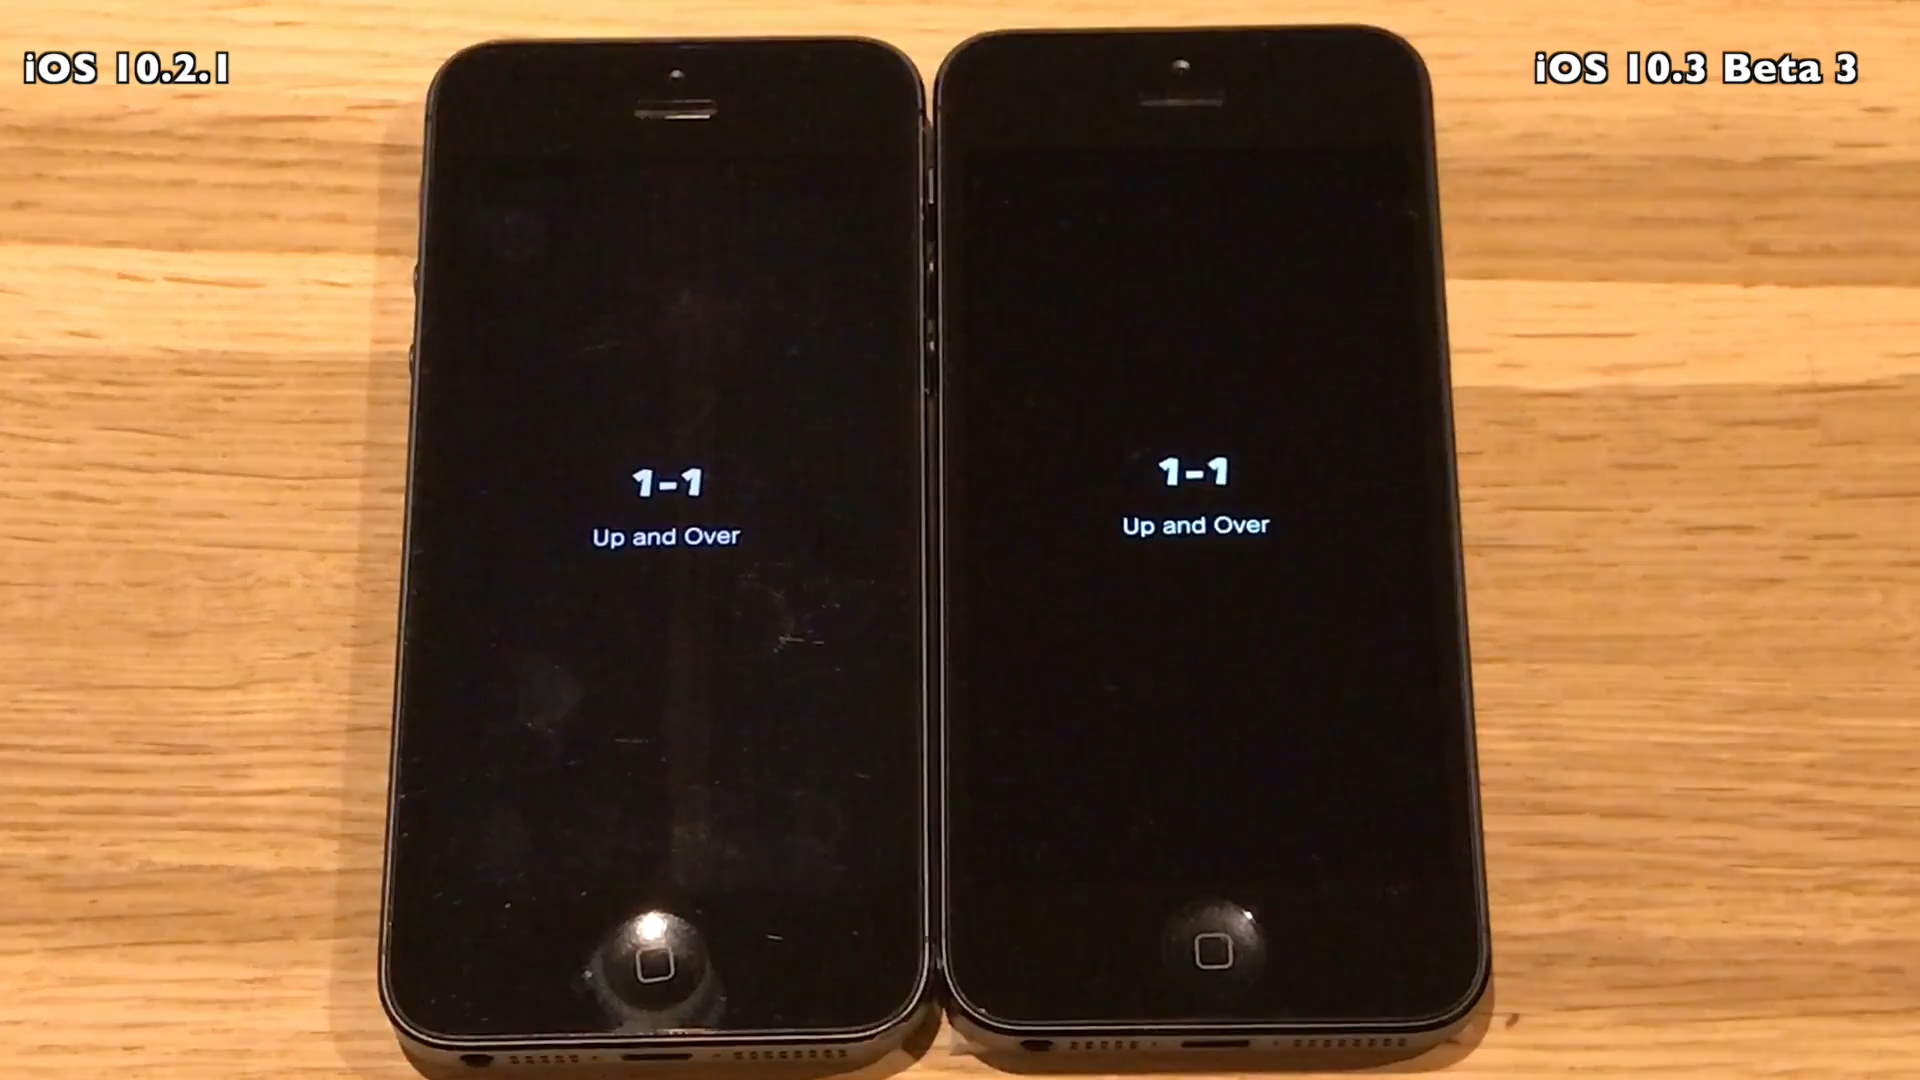 iOS 10.2.1
iOS 10.3 Beta 3
1-1
Up and Over
1-1
Up and Over